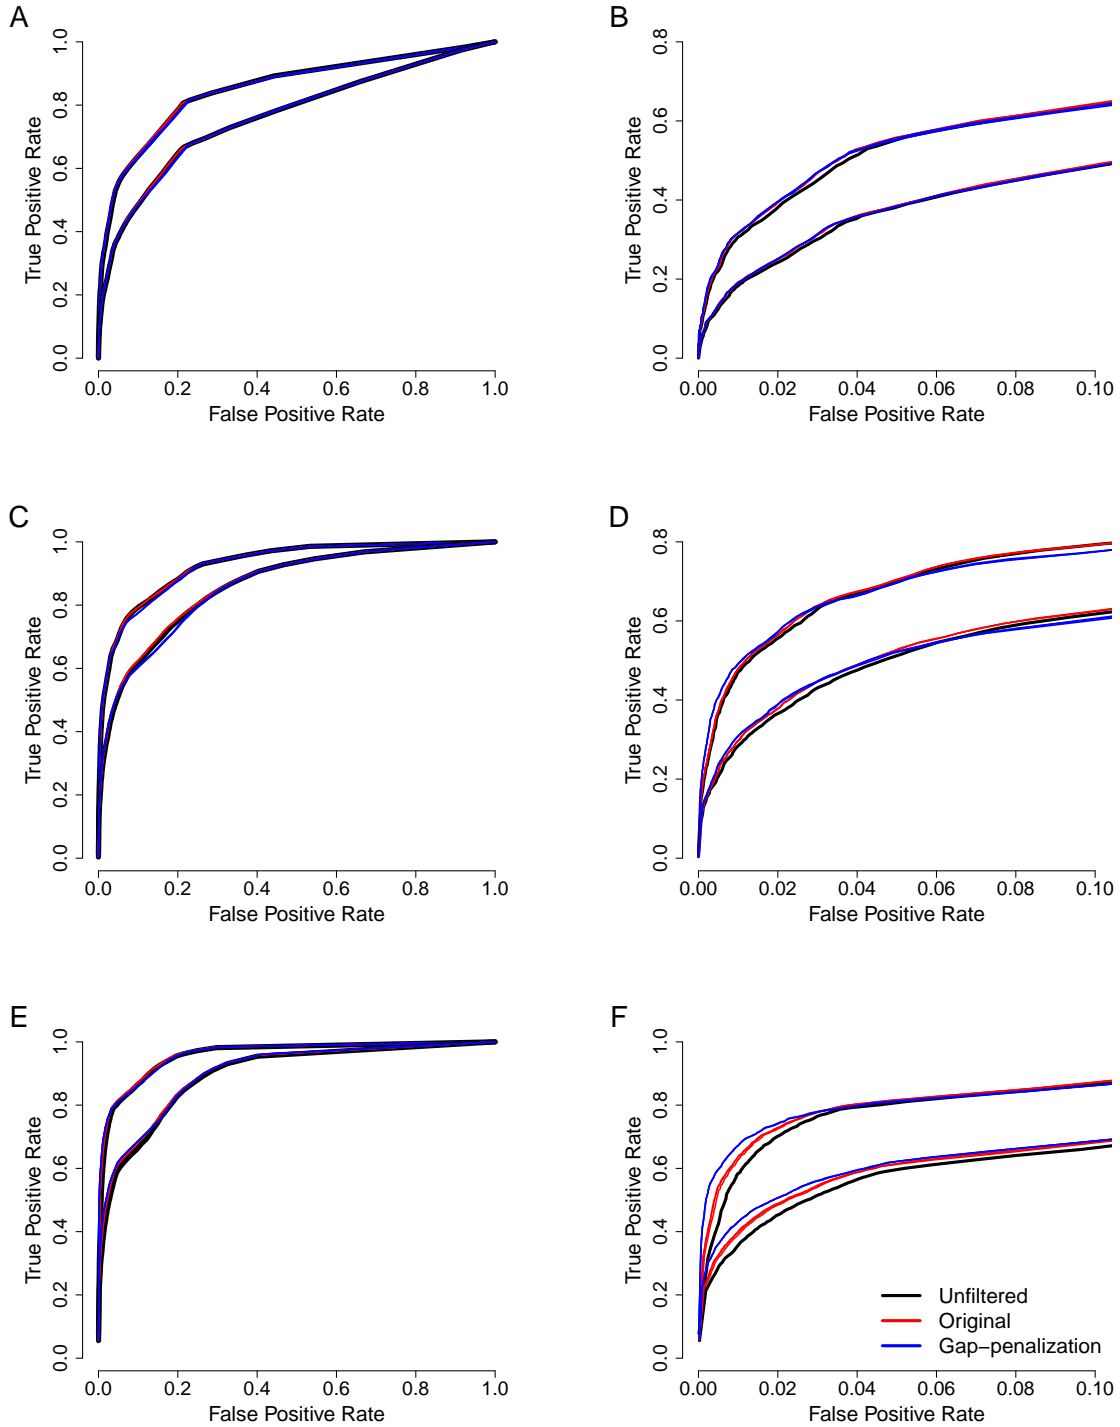 A
True Positive Rate
0.0 0.2 0.4 0.6 0.8 1.0
0.0 0.2 0.4 0.6 0.8 1.0
False Positive Rate
B
True Positive Rate
0.0 0.2 0.4 0.6 0.8
0.00 0.02 0.04 0.06 0.08 0.10
False Positive Rate
C
True Positive Rate
0.0 0.2 0.4 0.6 0.8 1.0
0.0 0.2 0.4 0.6 0.8 1.0
False Positive Rate
D
True Positive Rate
0.0 0.2 0.4 0.6 0.8
0.00 0.02 0.04 0.06 0.08 0.10
False Positive Rate
E
True Positive Rate
0.0 0.2 0.4 0.6 0.8 1.0
0.0 0.2 0.4 0.6 0.8 1.0
False Positive Rate
F
True Positive Rate
0.0 0.2 0.4 0.6 0.8 1.0
Unfiltered
Original
Gap−penalization
0.00 0.02 0.04 0.06 0.08 0.10
False Positive Rate